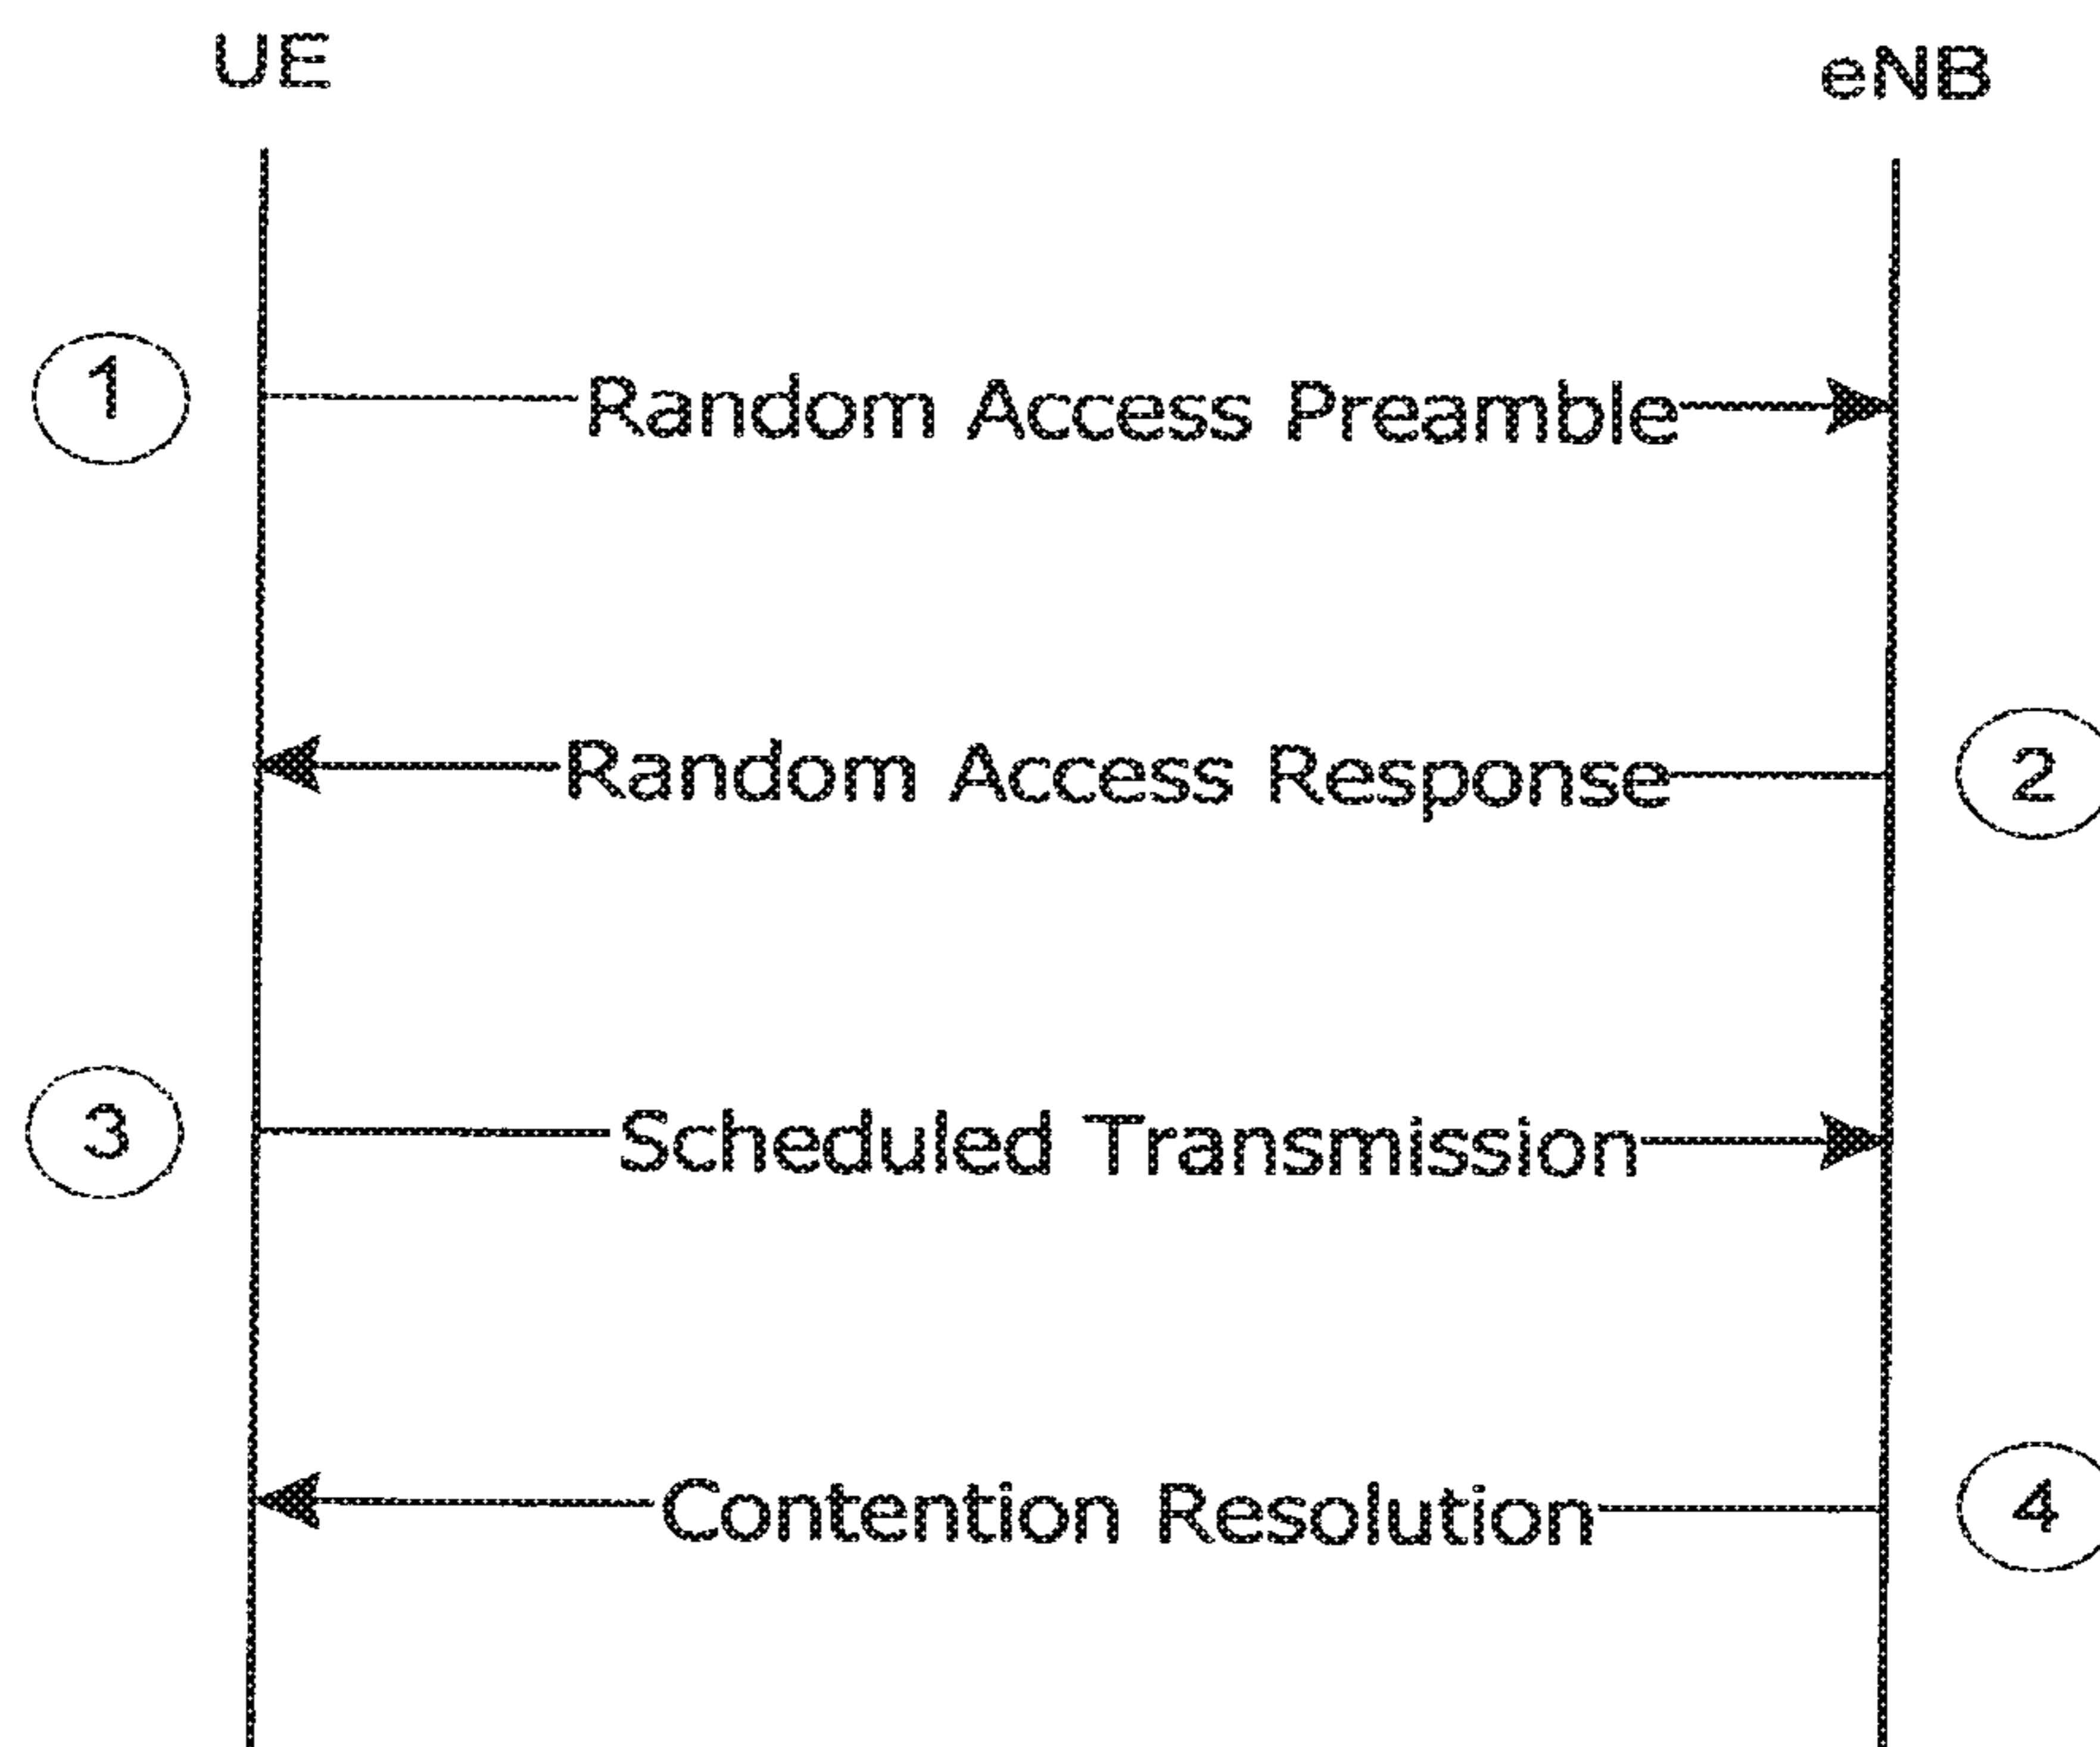 UE
eNB
1
Random Access Preamble
Random Access Response
2
3
Scheduled Transmission
Contention Resolution
4